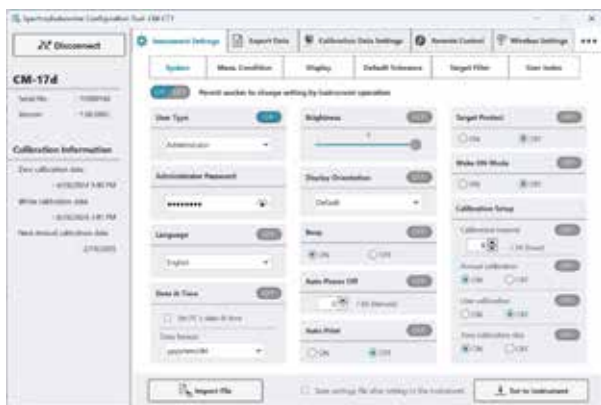 Spectrophotometer Configuration Tool CM-CT1
Disconnect
CM-17d
Serial No.
Version
Calibration Information
Zero calibration date
White calibration date
Next Annual calibration date
Instrument Settings
Export Data
Calibration Data Settings
Remote Control
Wireless Settings
System
Meas. Condition
Display
Default Tolerance
Target Filter
User Index
Permit worker to change setting by instrument operation
User Type
Administrator
Administrator Password
Language
English
Date & Time
Set PC's date & time
Date format
yyyy/mm/dd
Brightness
Display Orientation
Default
Beep
ON
OFF
Auto Power Off
Auto Print
ON
OFF
Target Protect
ON
OFF
Wake ON Mode
ON
OFF
Calibration Setup
Calibration interval
Annual calibration
ON
OFF
User calibration
ON
OFF
Zero calibration skip
ON
OFF
Import File
Save settings file after setting to the instrument.
Set to Instrument